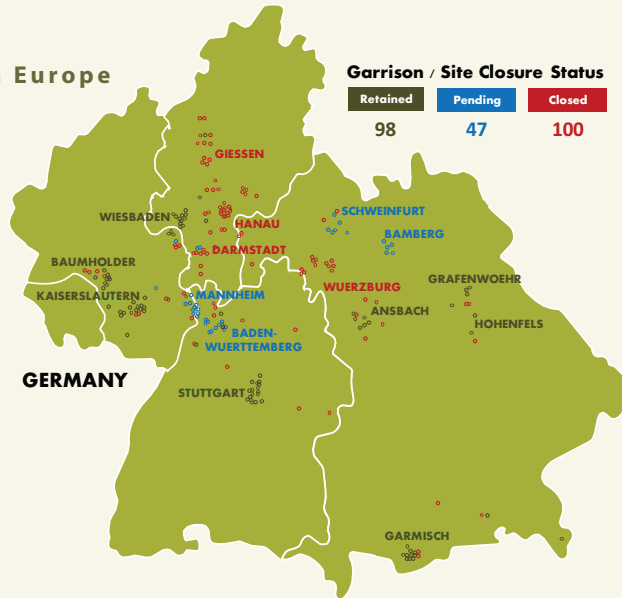 Europe
Garrison / Site Closure Status
Retained Pending Closed
98 47 100
GIESSEN
WIESBADEN
SCHWEINFURT
HANAU
BAMBERG
DARMSTADT
BAUMHOLDER
GRAFENWOEHR
KAISERSLAUTERN
MANNHEIM
WUERZBURG
ANSBACH
HOHENFELS
BADEN-
WUERTTEMBERG
GERMANY
STUTTGART
GARMISCH